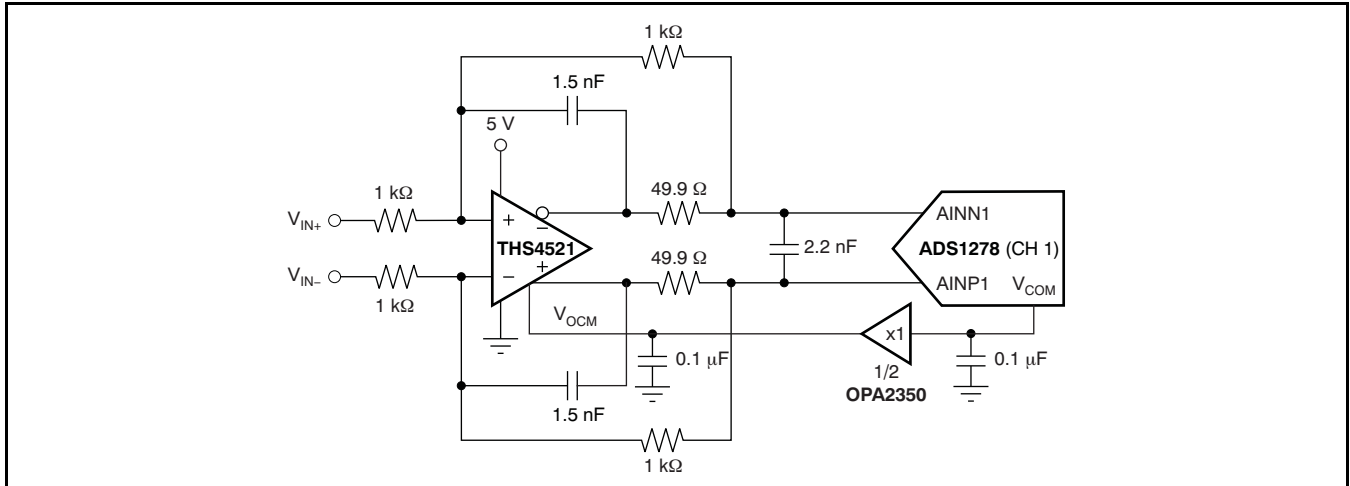 1 kΩ
1.5 nF
5 V
1 kΩ
49.9 Ω
V_IN+
+
−
AINN1
THS4521
2.2 nF
ADS1278 (CH 1)
49.9 Ω
+
V_IN−
−
AINP1
V_COM
1 kΩ
V_OCM
x1
0.1 μF
0.1 μF
1/2
OPA2350
1.5 nF
1 kΩ